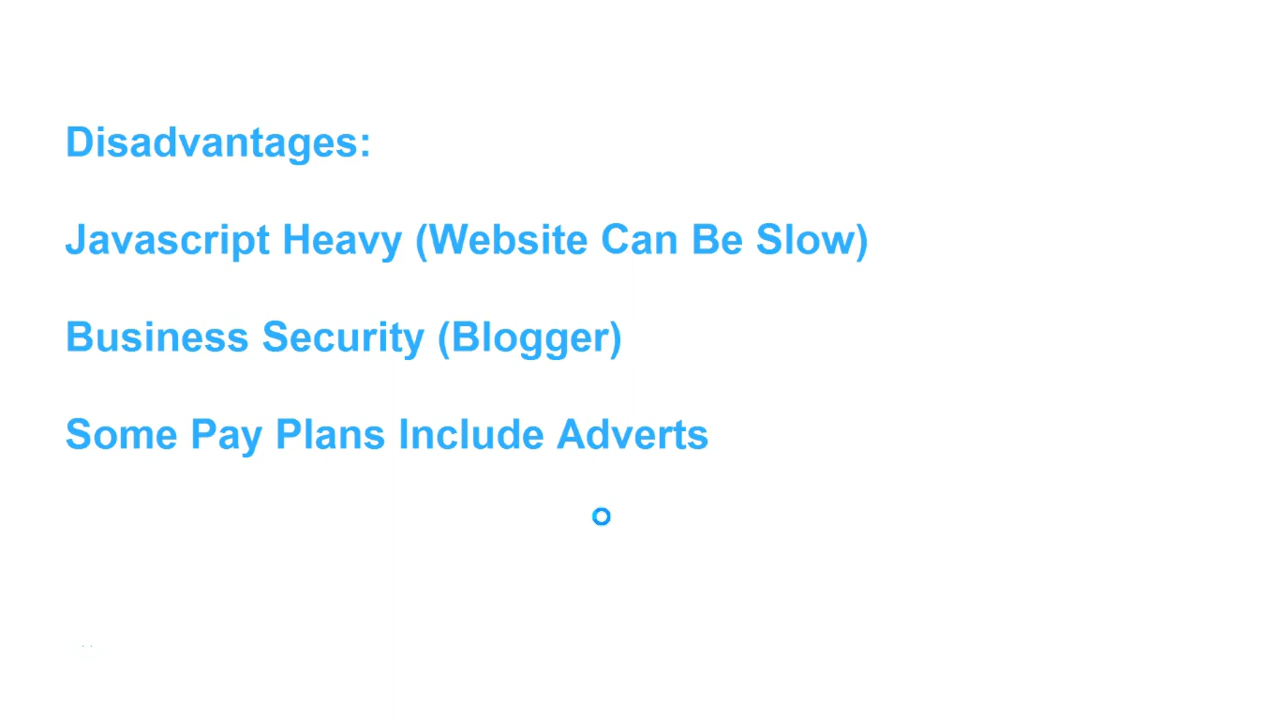 Disadvantages:
Javascript Heavy (Website Can Be Slow)
Business Security (Blogger)
Some Pay Plans Include Adverts